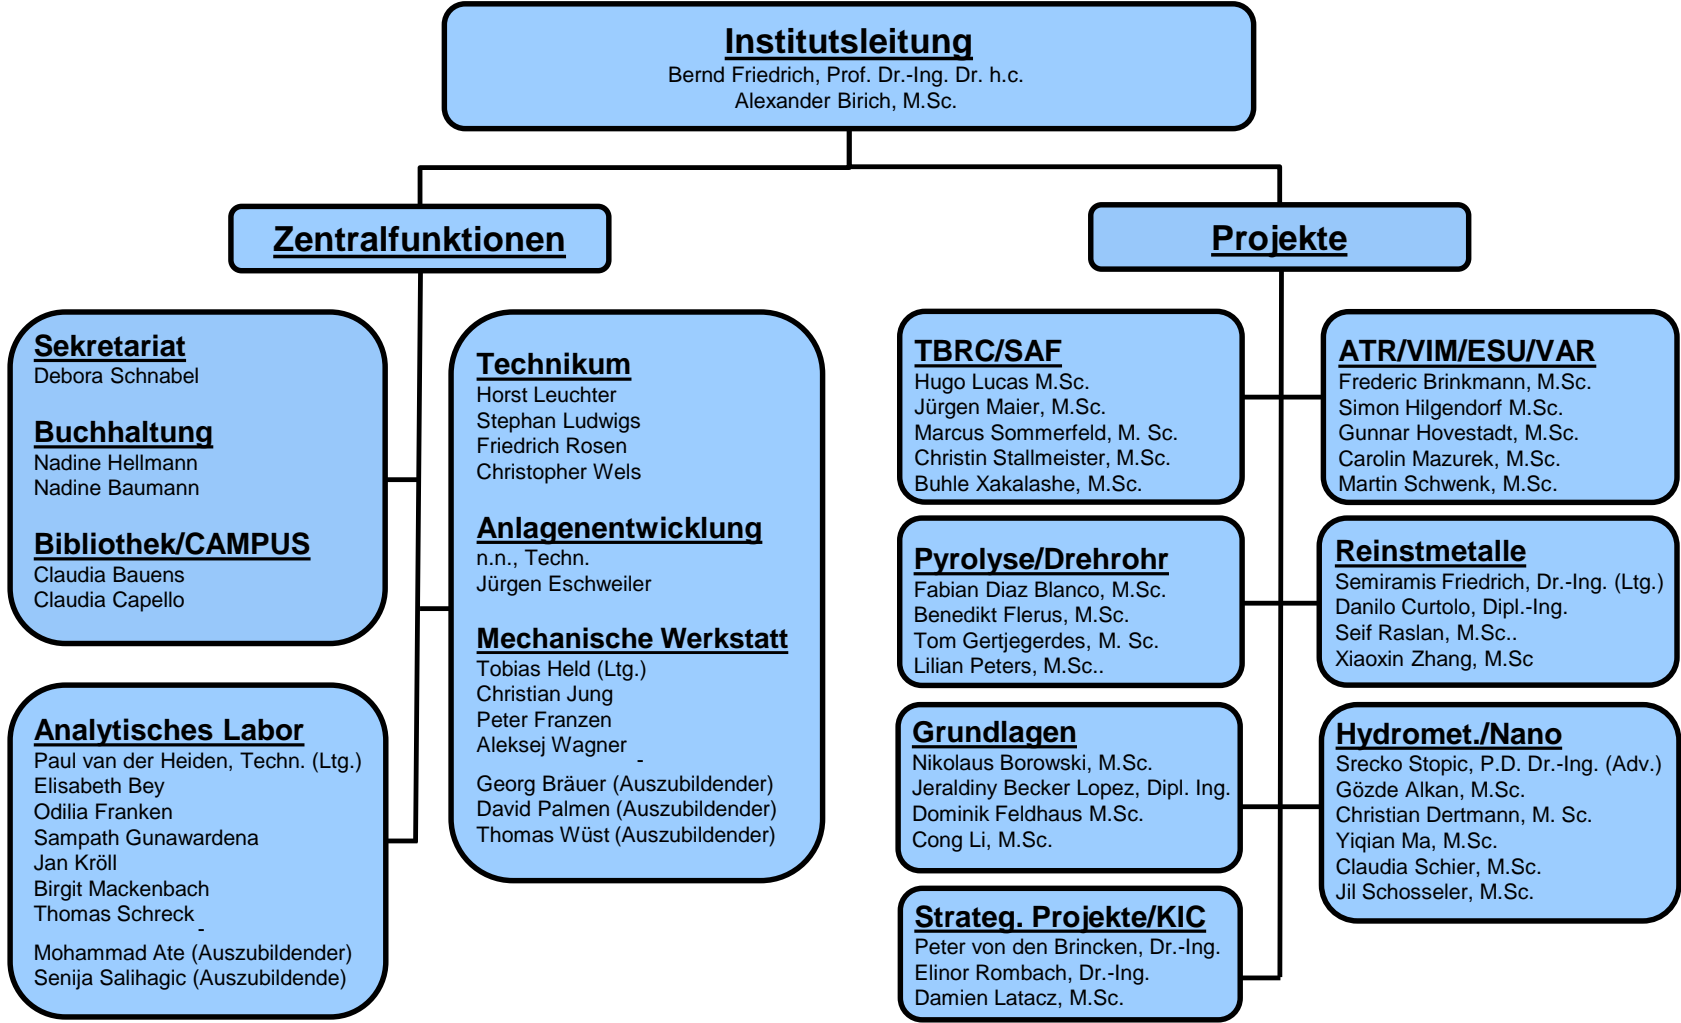 Institutsleitung
Bernd Friedrich, Prof. Dr.-Ing. Dr. h.c.
Alexander Birich, M.Sc.
Zentralfunktionen
Sekretariat
Debora Schnabel
Buchhaltung
Nadine Hellmann
Nadine Baumann
Bibliothek/CAMPUS
Claudia Bauens
Claudia Capello
Analytisches Labor
Paul van der Heiden, Techn. (Ltg.)
Elisabeth Bey
Odilia Franken
Sampath Gunawardena
Jan Kröll
Birgit Mackenbach
Thomas Schreck
-
Mohammad Ate (Auszubildender)
Senija Salihagic (Auszubildende)
Technikum
Horst Leuchter
Stephan Ludwigs
Friedrich Rosen
Christopher Wels
Anlagenentwicklung
n.n., Techn.
Jürgen Eschweiler
Mechanische Werkstatt
Tobias Held (Ltg.)
Christian Jung
Peter Franzen
Aleksej Wagner
-
Georg Bräuer (Auszubildender)
David Palmen (Auszubildender)
Thomas Wüst (Auszubildender)
Projekte
TBRC/SAF
Hugo Lucas M.Sc.
Jürgen Maier, M.Sc.
Marcus Sommerfeld, M. Sc.
Christin Stallmeister, M.Sc.
Buhle Xakalashe, M.Sc.
Pyrolyse/Drehrohr
Fabian Diaz Blanco, M.Sc.
Benedikt Flerus, M.Sc.
Tom Gertjegerdes, M. Sc.
Lilian Peters, M.Sc..
Grundlagen
Nikolaus Borowski, M.Sc.
Jeraldiny Becker Lopez, Dipl. Ing.
Dominik Feldhaus M.Sc.
Cong Li, M.Sc.
Strateg. Projekte/KIC
Peter von den Brincken, Dr.-Ing.
Elinor Rombach, Dr.-Ing.
Damien Latacz, M.Sc.
ATR/VIM/ESU/VAR
Frederic Brinkmann, M.Sc.
Simon Hilgendorf M.Sc.
Gunnar Hovestadt, M.Sc.
Carolin Mazurek, M.Sc.
Martin Schwenk, M.Sc.
Reinstmetalle
Semiramis Friedrich, Dr.-Ing. (Ltg.)
Danilo Curtolo, Dipl.-Ing.
Seif Raslan, M.Sc..
Xiaoxin Zhang, M.Sc
Hydromet./Nano
Srecko Stopic, P.D. Dr.-Ing. (Adv.)
Gözde Alkan, M.Sc.
Christian Dertmann, M. Sc.
Yiqian Ma, M.Sc.
Claudia Schier, M.Sc.
Jil Schosseler, M.Sc.